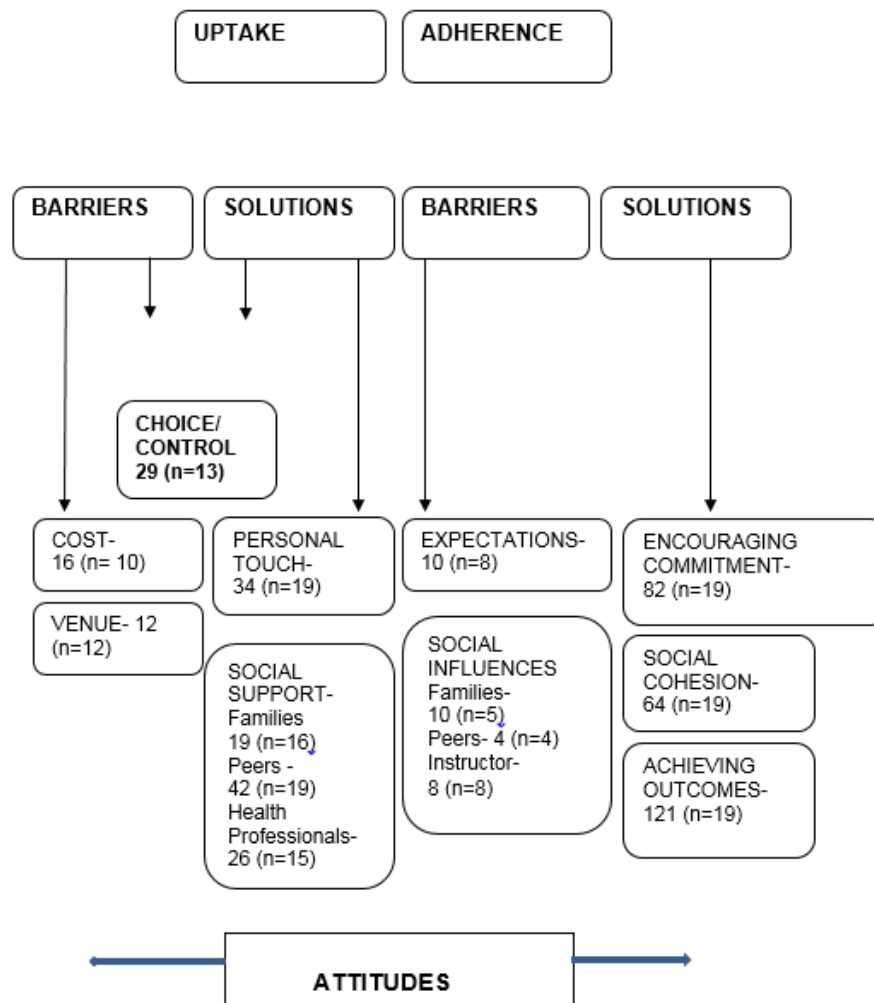 UPTAKE
ADHERENCE
BARRIERS
SOLUTIONS
BARRIERS
SOLUTIONS
CHOICE/
CONTROL
29 (n=13)
COST-
16 (n= 10)
VENUE- 12
(n=12)
PERSONAL
TOUCH-
34 (n=19)
SOCIAL
SUPPORT-
Families
19 (n=16)
Peers -
42 (n=19)
Health
Professionals-
26 (n=15)
EXPECTATIONS-
10 (n=8)
SOCIAL
INFLUENCES
Families-
10 (n=5)
Peers- 4 (n=4)
Instructor-
8 (n=8)
ENCOURAGING
COMMITMENT-
82 (n=19)
SOCIAL
COHESION-
64 (n=19)
ACHIEVING
OUTCOMES-
121 (n=19)
ATTITUDES